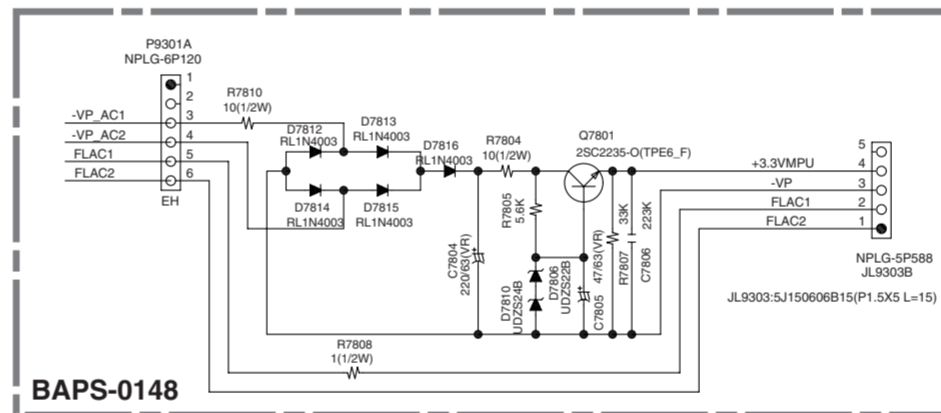 P9301A
NPLG-6P120
1
2
3
4
5
6
EH
-VP_AC1
-VP_AC2
FLAC1
FLAC2
R7810
10(1/2W)
D7812
RL1N4003
D7813
RL1N4003
D7814
RL1N4003
D7815
RL1N4003
D7816
RL1N4003
R7804
10(1/2W)
Q7801
2SC2235-O(TPE6_F)
R7805
5.6K
C7804
220/63(VR)
D7810
UDZS24B
D7806
UDZS22B
C7805
47/63(VR)
R7807
33K
C7806
223K
+3.3VMPU
-VP
FLAC1
FLAC2
5
4
3
2
1
NPLG-5P588
JL9303B
JL9303:5J150606B15(P1.5X5 L=15)
R7808
1(1/2W)
BAPS-0148